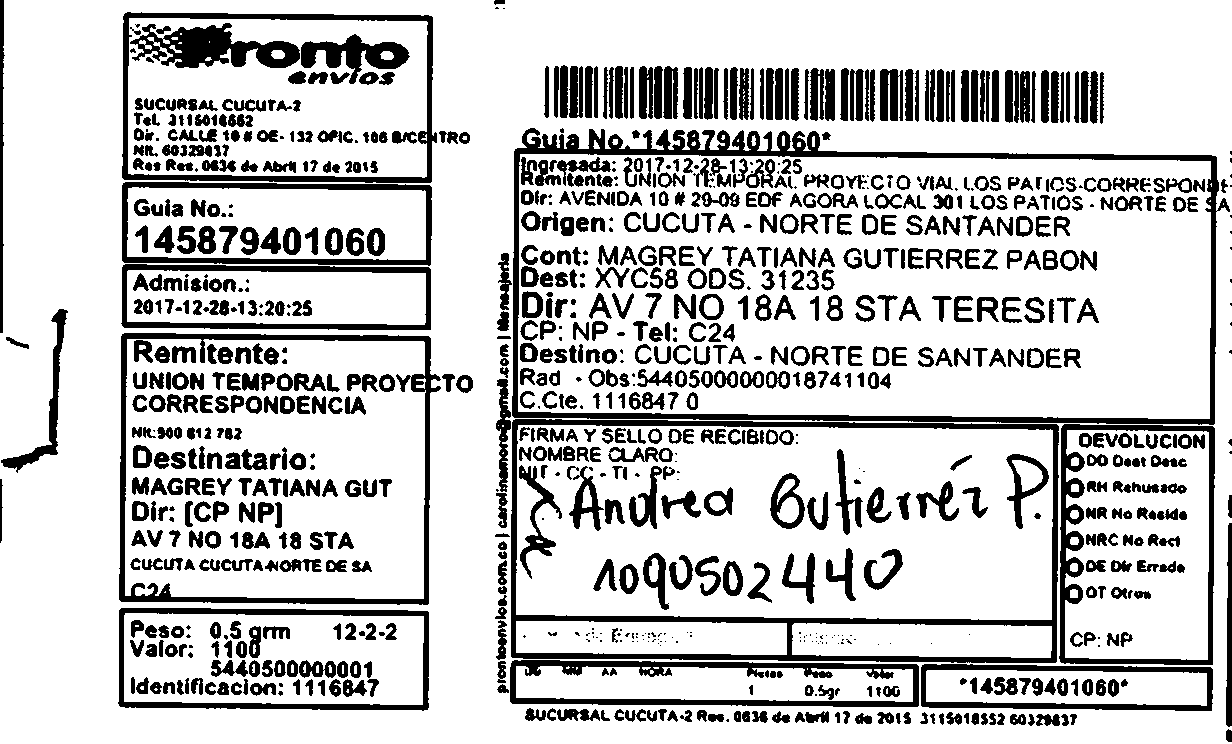 Pronto
envios
SUCURSAL CUCUTA-2
Tel. 3115018552
Dir. CALLE 10 # OE- 132 OFIC. 106 B/CENTRO
Nit. 60329837
Res Res. 0636 de Abril 17 de 2015
Guia No.:
145879401060
Admision.:
2017-12-28-13:20:25
Remitente:
UNION TEMPORAL PROYECTO
CORRESPONDENCIA
Nit:900 612 782
Destinatario:
MAGREY TATIANA GUT
Dir: [CP NP]
AV 7 NO 18A 18 STA
CUCUTA CUCUTA-NORTE DE SA
C24
Peso: 0.5 grm 12-2-2
Valor: 1100
5440500000001
Identificacion: 1116847
prontoenvios.com.co | carolinamoro@gmail.com | Mensajeria
Guia No.*145879401060*
Ingresada: 2017-12-28-13:20:25
Remitente: UNION TEMPORAL PROYECTO VIAL LOS PATIOS-CORRESPONDE
Dir: AVENIDA 10 # 29-09 EDF AGORA LOCAL 301 LOS PATIOS - NORTE DE SA
Origen: CUCUTA - NORTE DE SANTANDER
Cont: MAGREY TATIANA GUTIERREZ PABON
Dest: XYC58 ODS. 31235
Dir: AV 7 NO 18A 18 STA TERESITA
CP: NP - Tel: C24
Destino: CUCUTA - NORTE DE SANTANDER
Rad - Obs:54405000000018741104
C.Cte. 1116847 0
FIRMA Y SELLO DE RECIBIDO:
NOMBRE CLARO:
NIT - CC - TI - PP:
Andrea Gutierréz P.
1090502440
DEVOLUCION
DD Dest Desc
RH Rehusado
NR No Reside
NRC No Recl
DE Dir Errada
OT Otros
CP: NP
DD MM AA HORA
Piezas Peso Valor
1 0.5gr 1100
*145879401060*
SUCURSAL CUCUTA-2 Res. 0636 de Abril 17 de 2015 3115018552 60329837